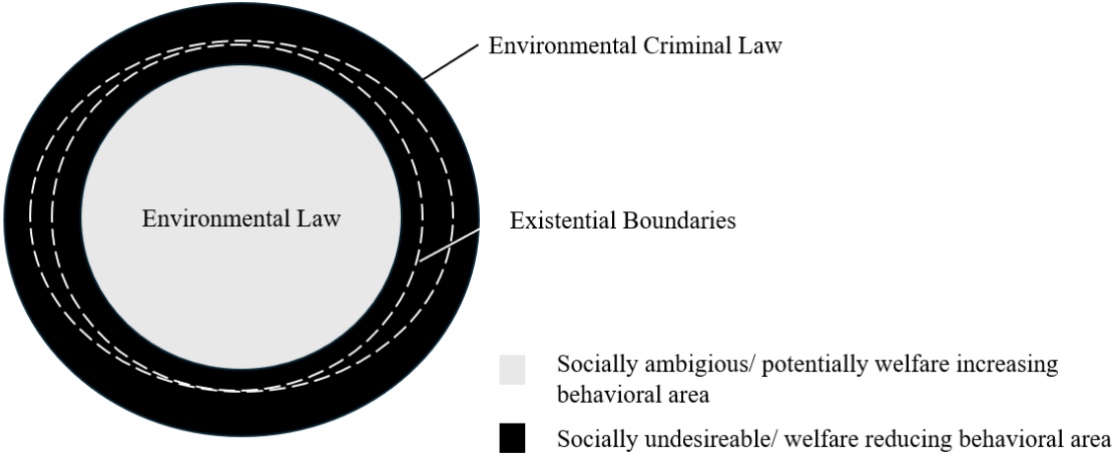 Environmental Criminal Law
Environmental Law
Existential Boundaries
Socially ambigious/ potentially welfare increasing
behavioral area
Socially undesireable/ welfare reducing behavioral area